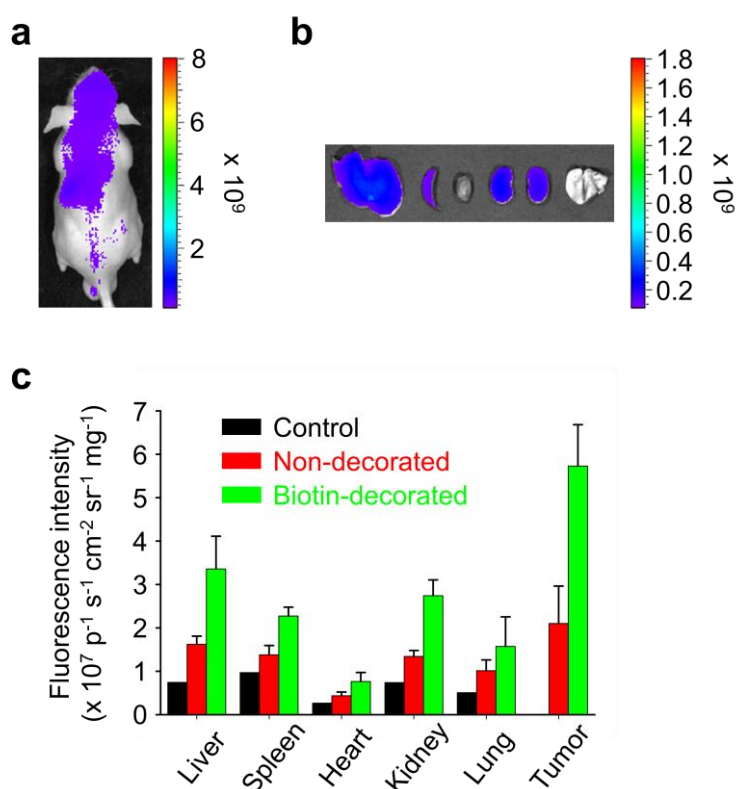 a
8
6
4
2
x 10⁹
b
1.8
1.6
1.4
1.2
1.0
0.8
0.6
0.4
0.2
x 10⁹
c
Fluorescence intensity
(x 10⁷ p⁻¹ s⁻¹ cm⁻² sr⁻¹ mg⁻¹)
7
6
5
4
3
2
1
0
Control
Non-decorated
Biotin-decorated
Liver
Spleen
Heart
Kidney
Lung
Tumor